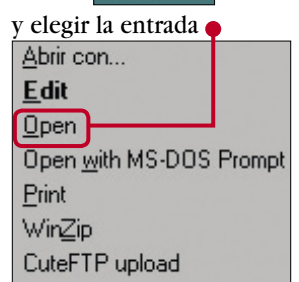 y elegir la entrada
Abrir con...
Edit
Open
Open with MS-DOS Prompt
Print
WinZip
CuteFTP upload